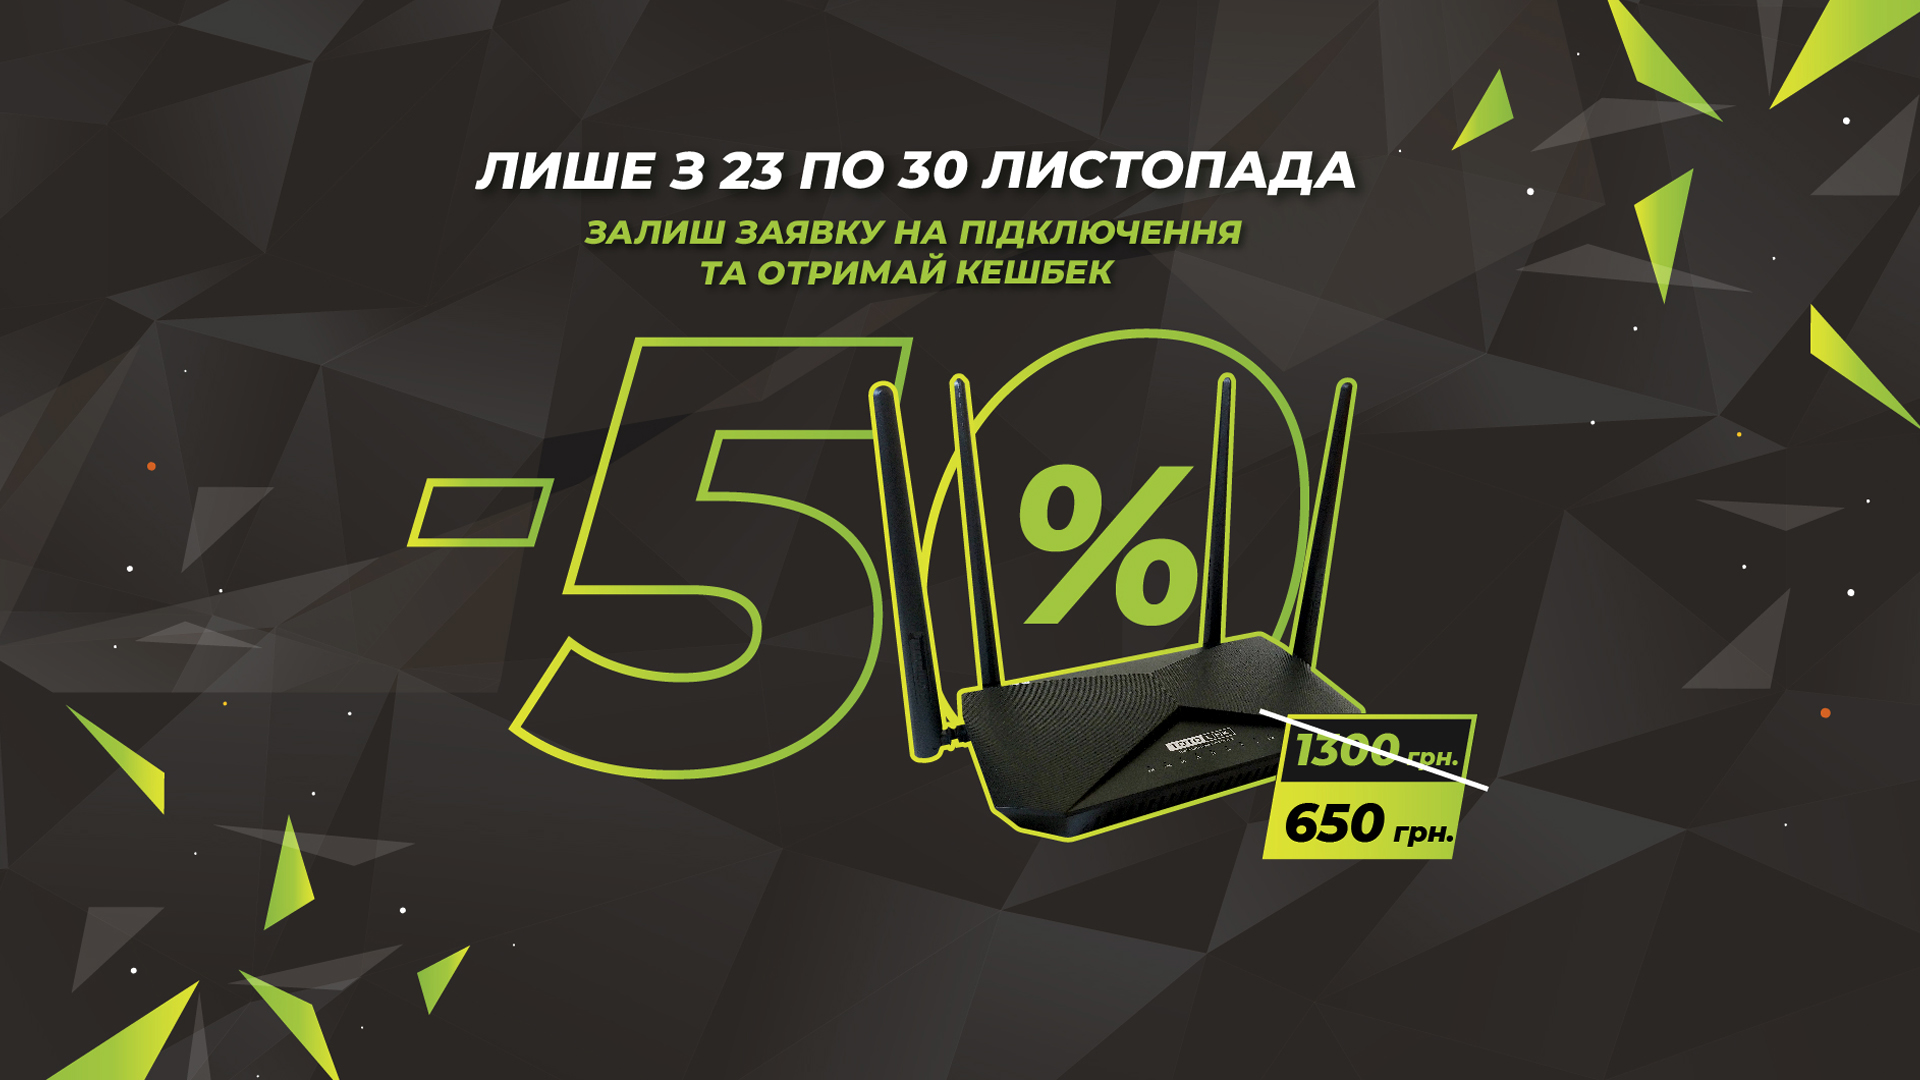 ЛИШЕ З 23 ПО 30 ЛИСТОПАДА
ЗАЛИШ ЗАЯВКУ НА ПІДКЛЮЧЕННЯ
ТА ОТРИМАЙ КЕШБЕК
-50
%
1300 грн.
650 грн.